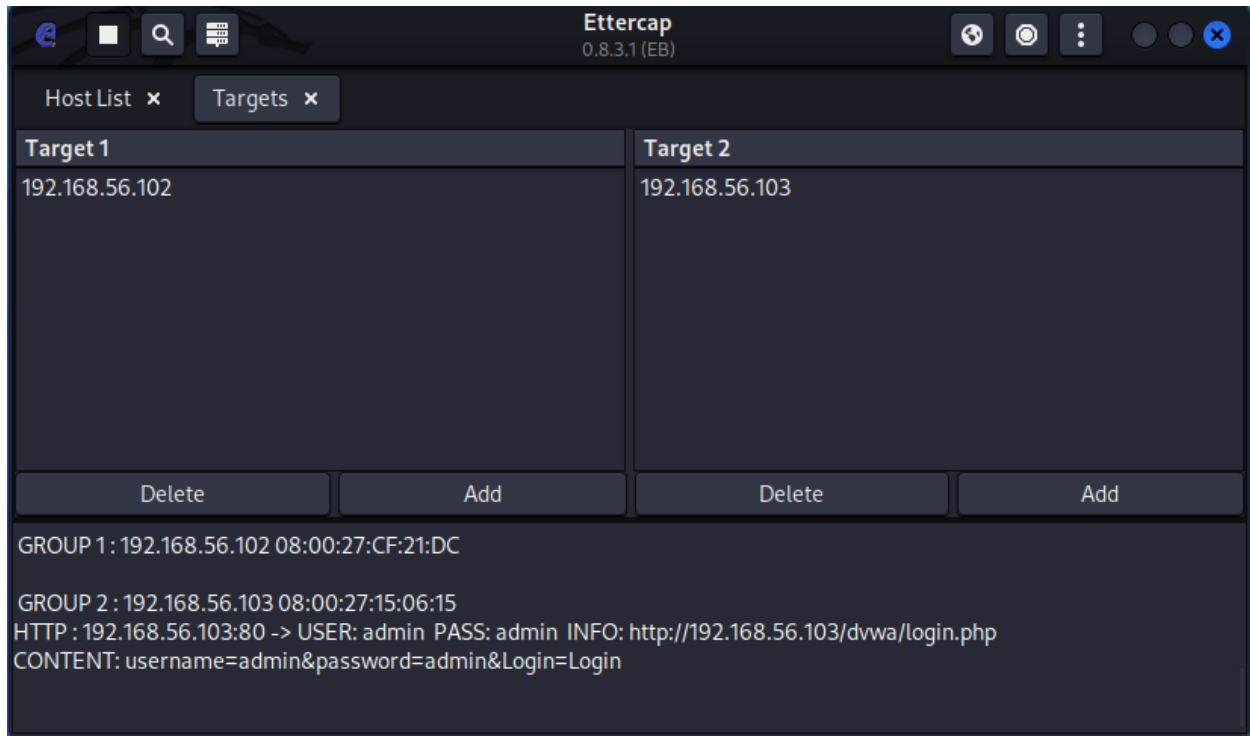 Ettercap
0.8.3.1 (EB)
Host List × Targets ×
Target 1 Target 2
192.168.56.102 192.168.56.103
Delete Add Delete Add
GROUP 1 : 192.168.56.102 08:00:27:CF:21:DC
GROUP 2 : 192.168.56.103 08:00:27:15:06:15
HTTP : 192.168.56.103:80 -> USER: admin PASS: admin INFO: http://192.168.56.103/dvwa/login.php
CONTENT: username=admin&password=admin&Login=Login